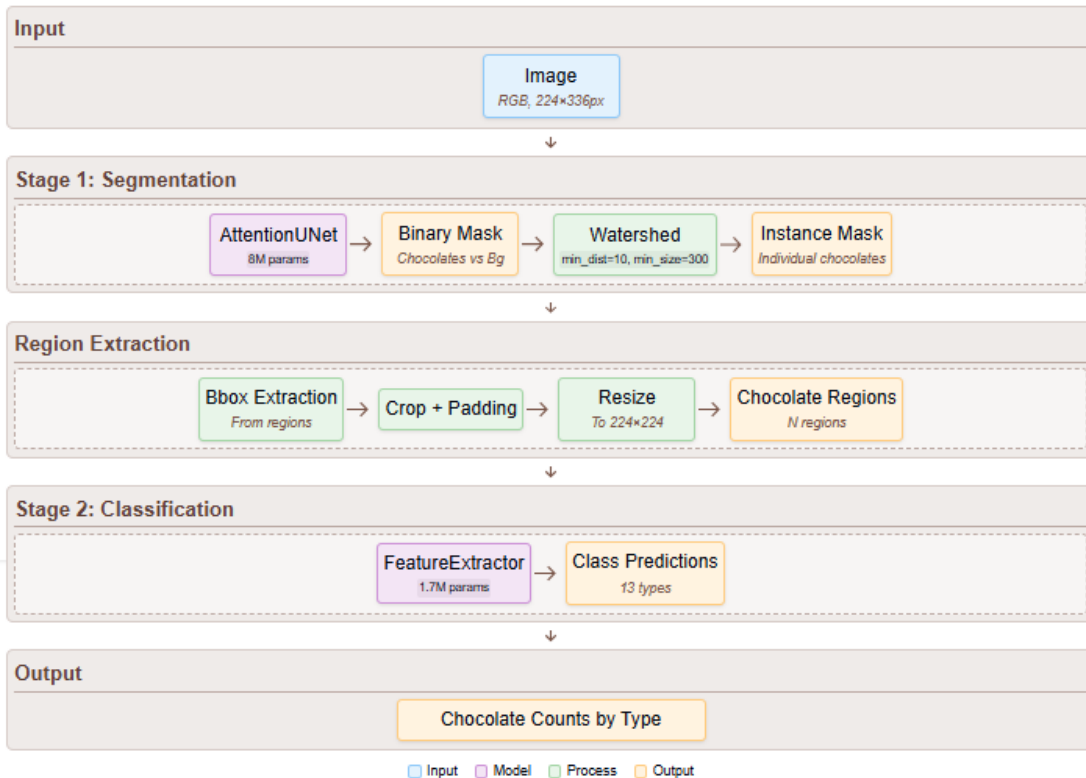 Input
Image
RGB, 224×336px
↓
Stage 1: Segmentation
AttentionUNet → Binary Mask → Watershed → Instance Mask
8M params Chocolates vs Bg min_dist=10, min_size=300 Individual chocolates
↓
Region Extraction
Bbox Extraction → Crop + Padding → Resize → Chocolate Regions
From regions To 224×224 N regions
↓
Stage 2: Classification
FeatureExtractor → Class Predictions
1.7M params 13 types
↓
Output
Chocolate Counts by Type
Input Model Process Output